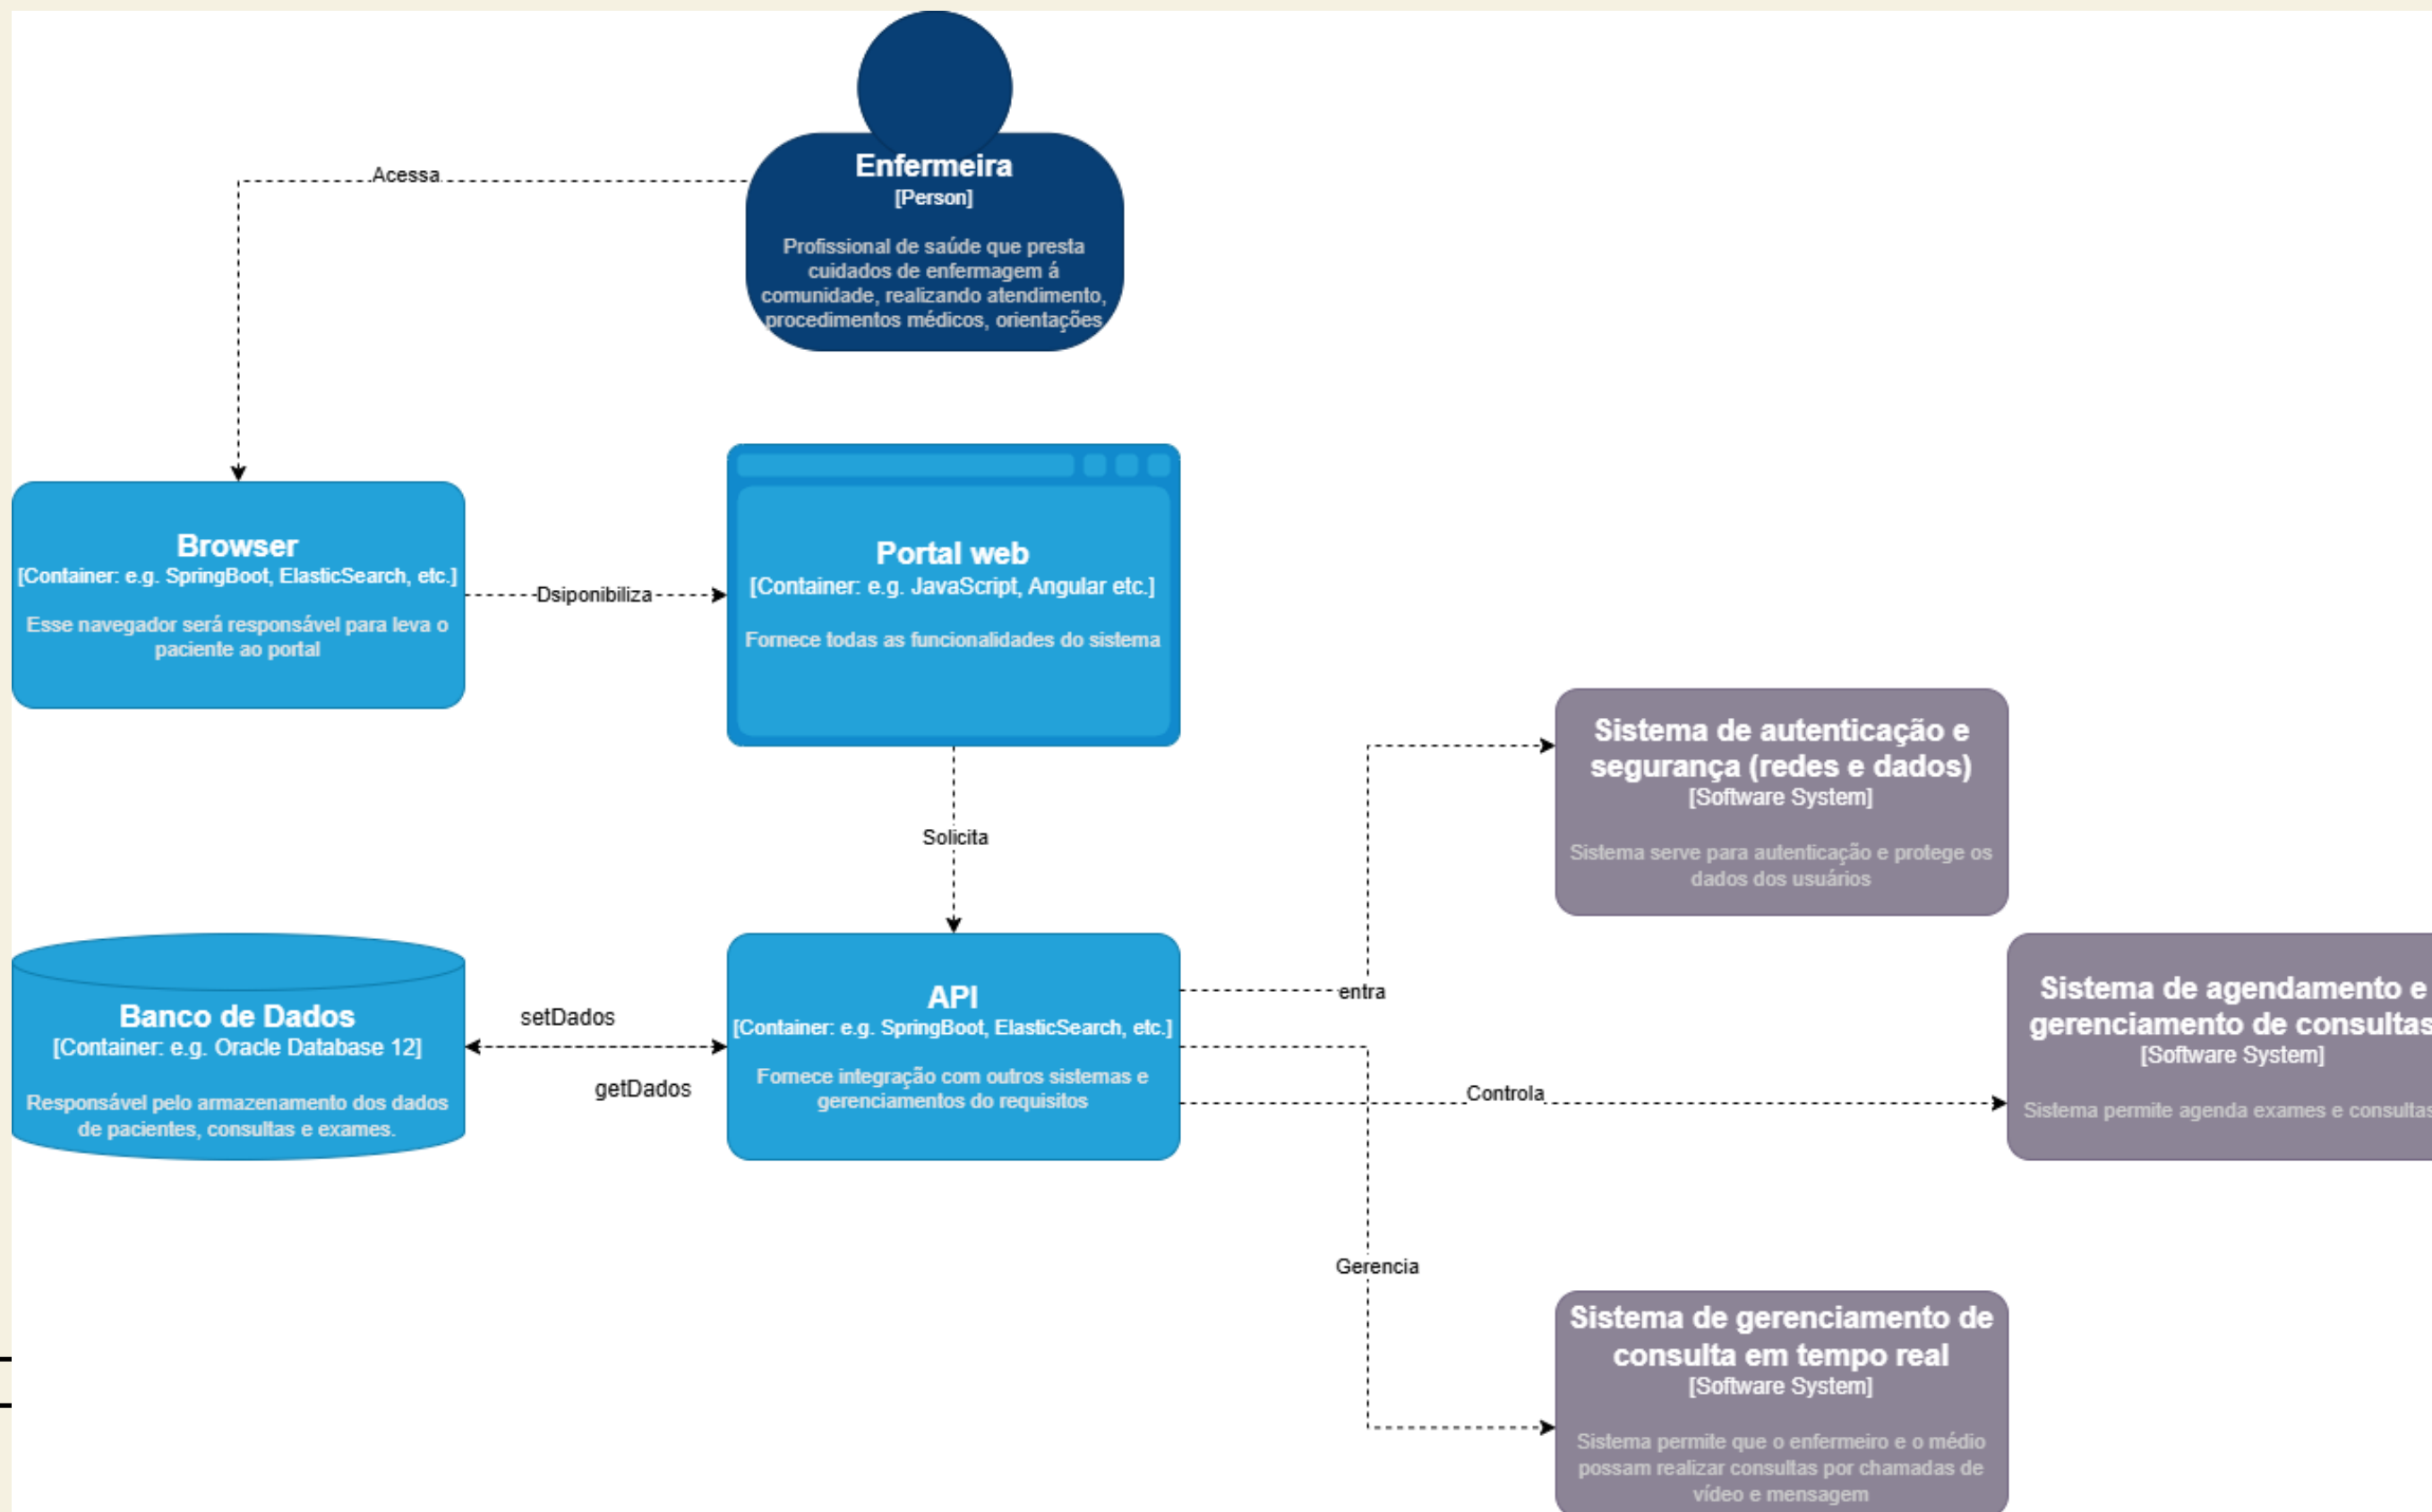 Enfermeira
[Person]
Profissional de saúde que presta
cuidados de enfermagem á
comunidade, realizando atendimento,
procedimentos médicos, orientações
Acessa
Browser
[Container: e.g. SpringBoot, ElasticSearch, etc.]
Esse navegador será responsável para leva o
paciente ao portal
Dsiponibiliza
Portal web
[Container: e.g. JavaScript, Angular etc.]
Fornece todas as funcionalidades do sistema
Solicita
Sistema de autenticação e
segurança (redes e dados)
[Software System]
Sistema serve para autenticação e protege os
dados dos usuários
Banco de Dados
[Container: e.g. Oracle Database 12]
Responsável pelo armazenamento dos dados
de pacientes, consultas e exames.
setDados
getDados
API
[Container: e.g. SpringBoot, ElasticSearch, etc.]
Fornece integração com outros sistemas e
gerenciamentos do requisitos
entra
Controla
Gerencia
Sistema de agendamento e
gerenciamento de consultas
[Software System]
Sistema permite agenda exames e consultas
Sistema de gerenciamento de
consulta em tempo real
[Software System]
Sistema permite que o enfermeiro e o médio
possam realizar consultas por chamadas de
vídeo e mensagem